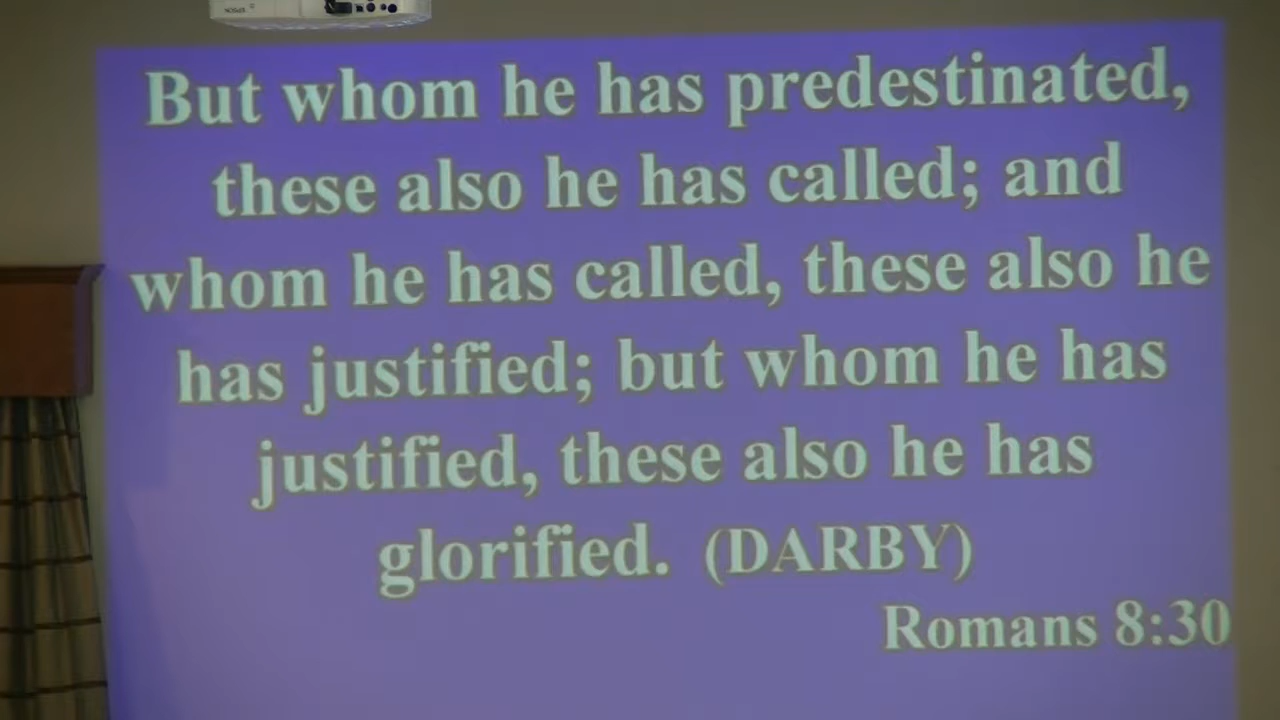 But whom he has predestinated,
these also he has called; and
whom he has called, these also he
has justified; but whom he has
justified, these also he has
glorified. (DARBY)
Romans 8:30
EPSON